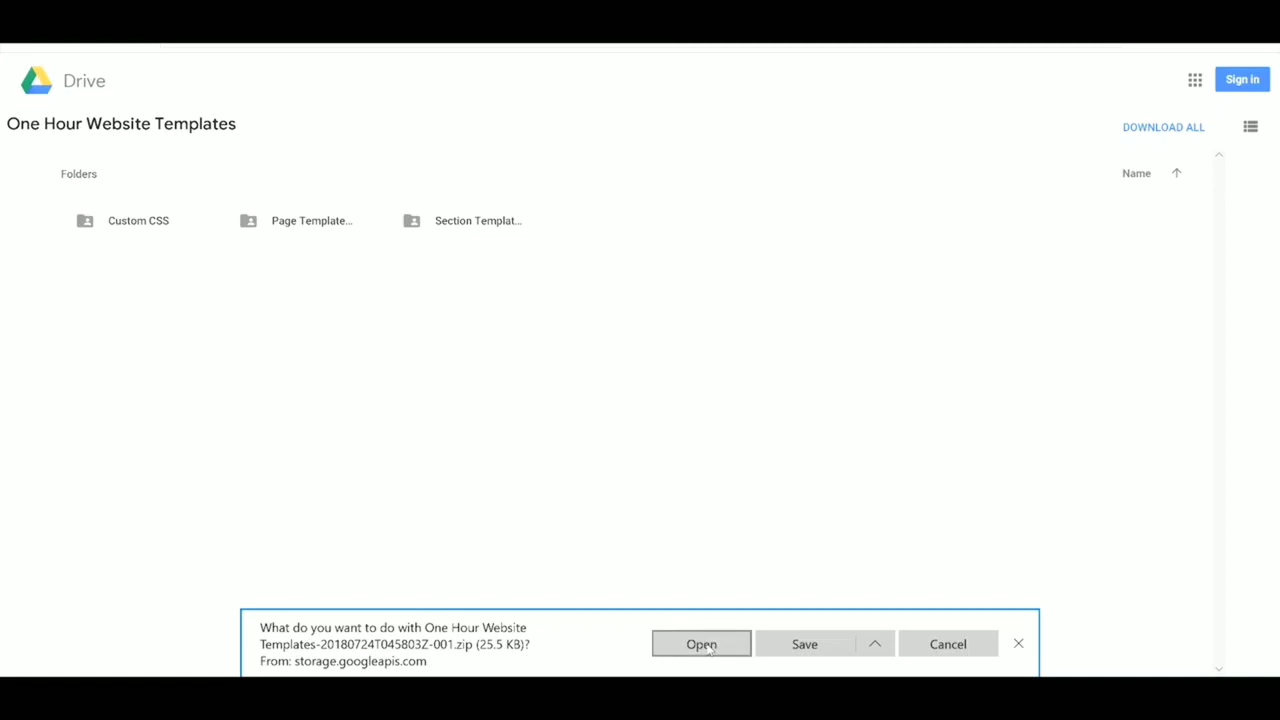 Drive
Sign in
One Hour Website Templates
DOWNLOAD ALL
Folders
Name
Custom CSS
Page Template...
Section Templat...
What do you want to do with One Hour Website
Templates-20180724T045803Z-001.zip (25.5 KB)?
From: storage.googleapis.com
Open
Save
Cancel